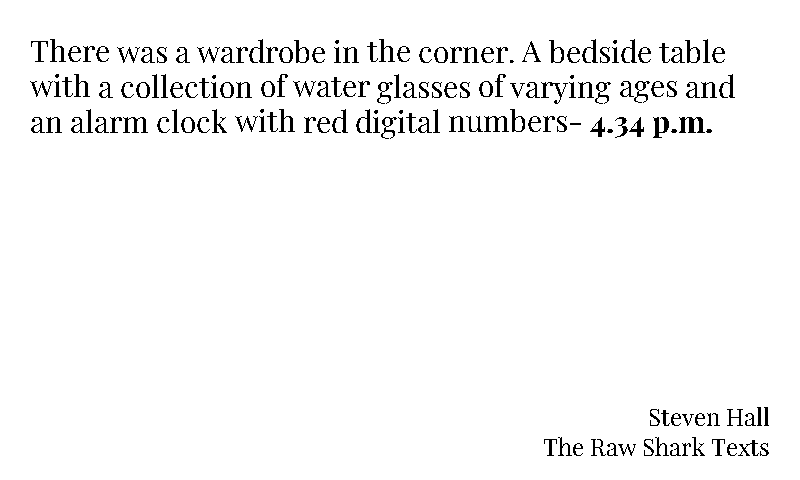 There was a wardrobe in the corner. A bedside table
with a collection of water glasses of varying ages and
an alarm clock with red digital numbers- 4.34 p.m.
Steven Hall
The Raw Shark Texts